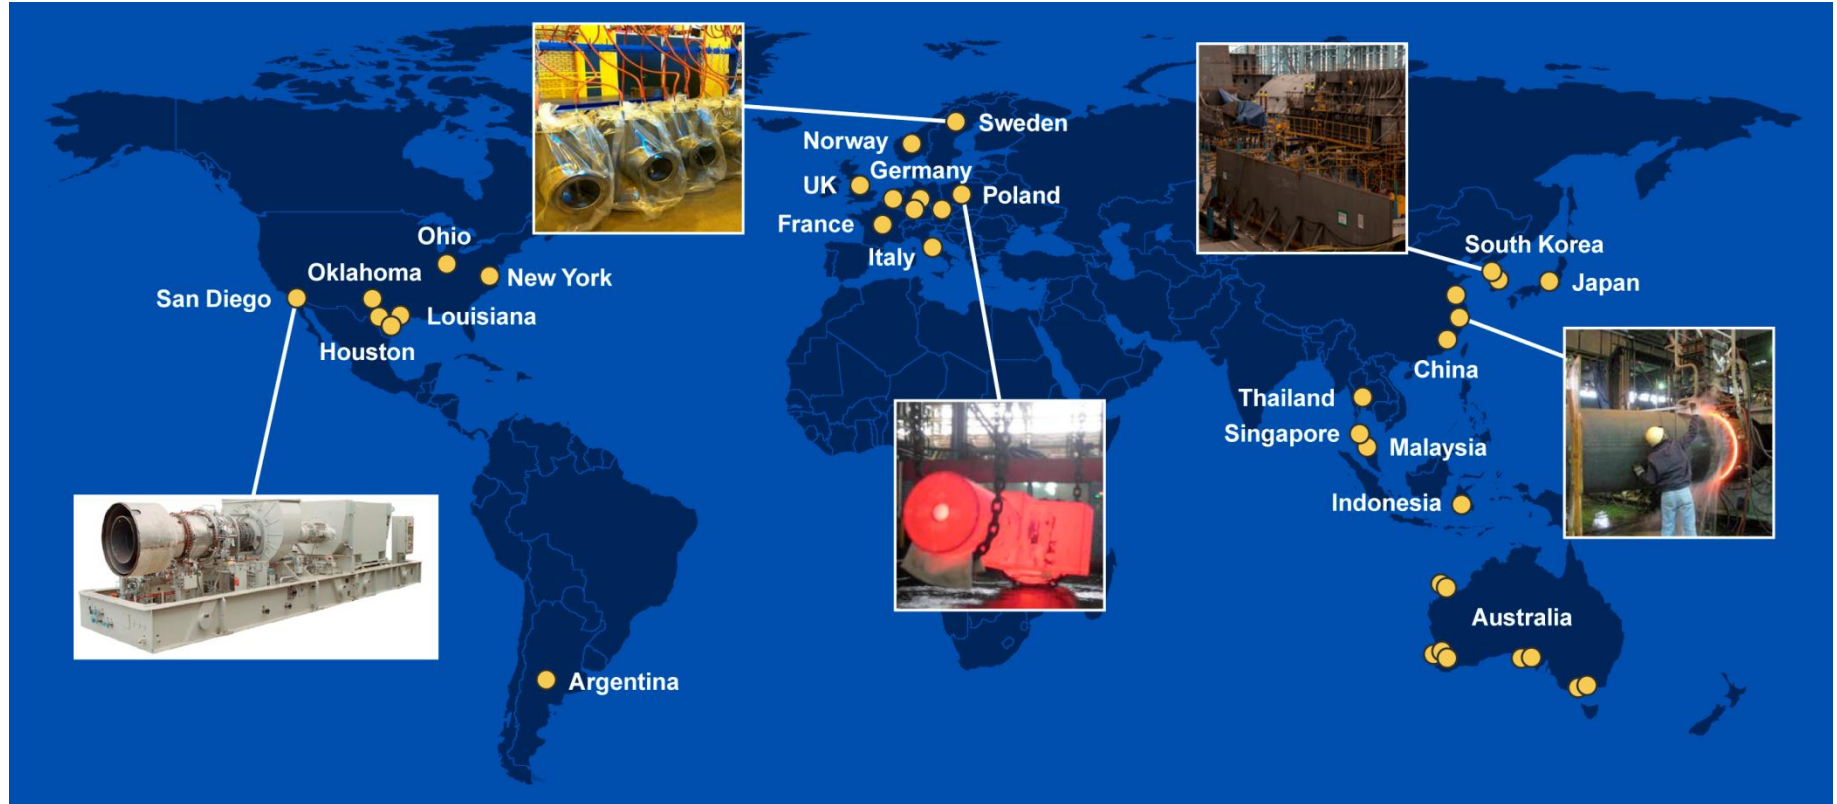 Sweden
Norway
Germany
UK
Poland
France
Italy
Ohio
Oklahoma
New York
San Diego
Louisiana
Houston
South Korea
Japan
China
Thailand
Singapore
Malaysia
Indonesia
Australia
Argentina